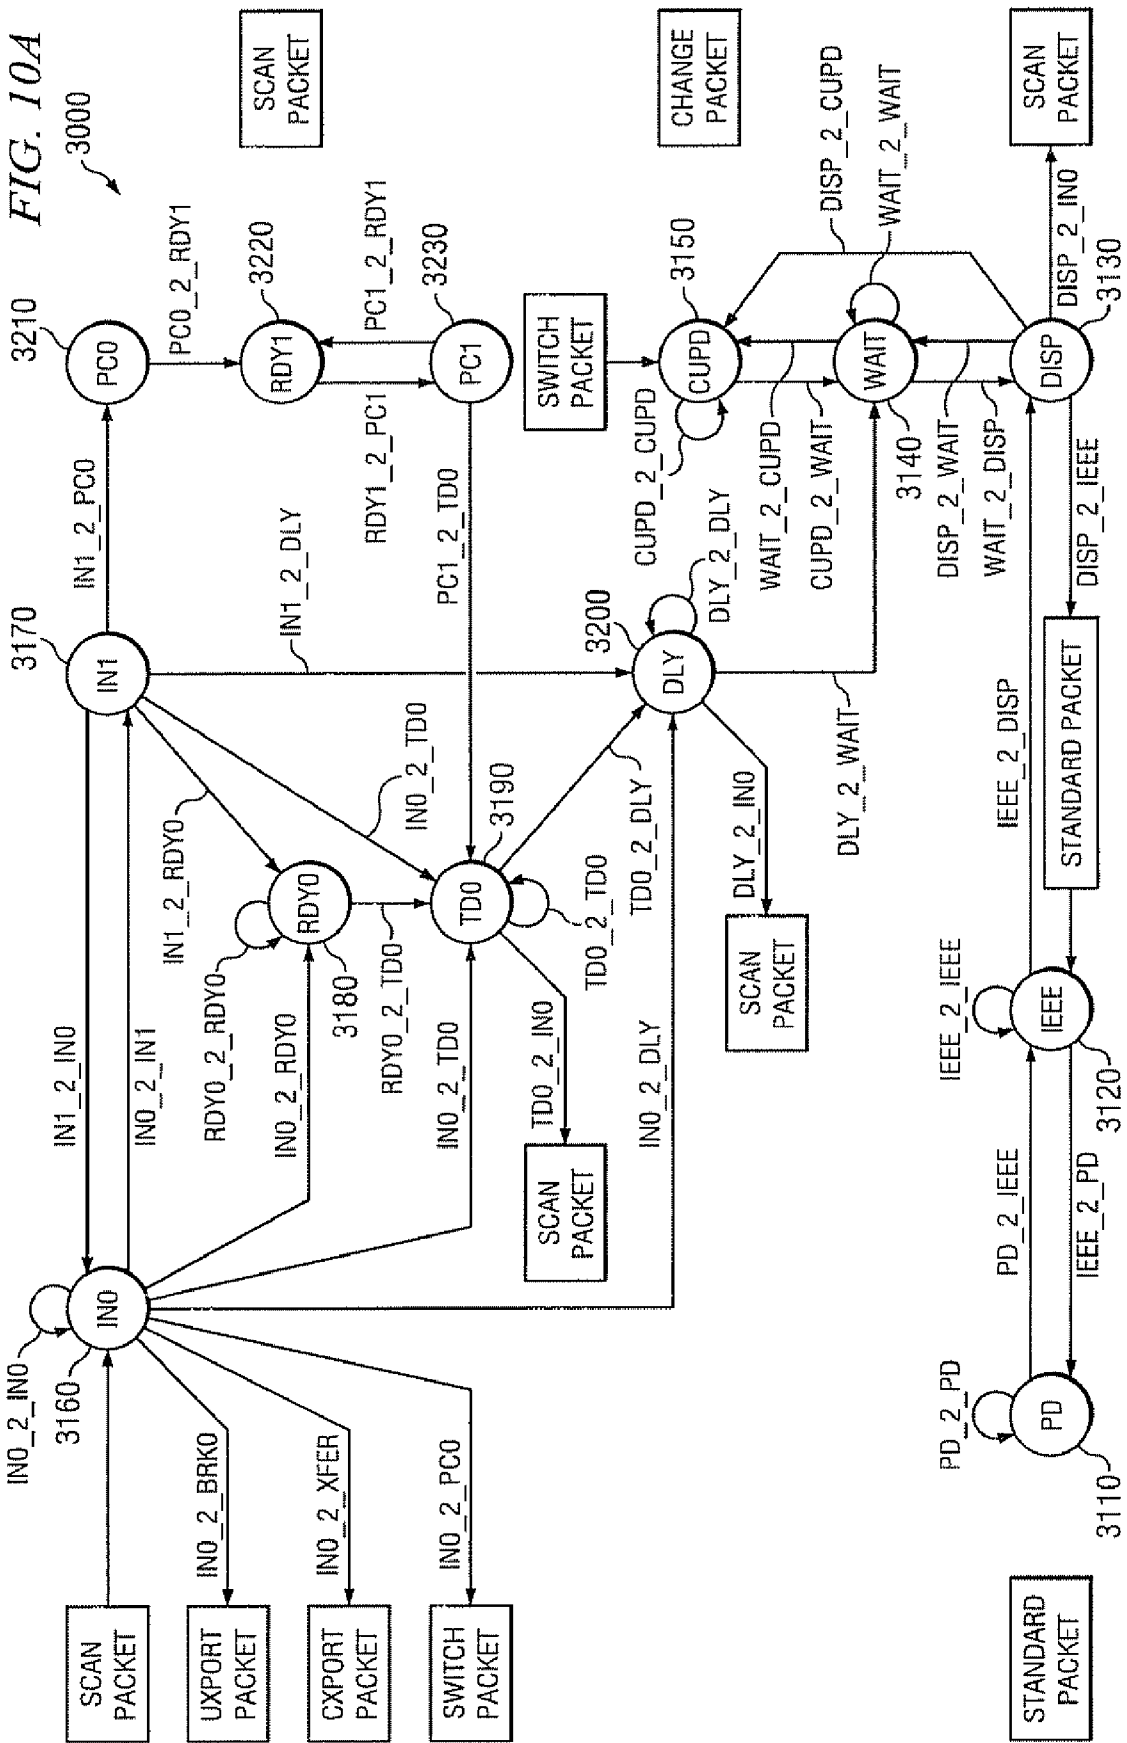 FIG. 10A
3000
SCAN
PACKET
CHANGE
PACKET
SCAN
PACKET
3210
PC0
PC0_2_RDY1
3220
RDY1
PC1_2_RDY1
3230
PC1
RDY1_2_PC1
SWITCH
PACKET
3150
CUPD
DISP_2_CUPD
WAIT_2_WAIT
WAIT
3140
DISP_2_IN0
3130
DISP
IN1_2_PC0
IN1_2_DLY
PC1_2_TD0
CUPD_2_CUPD
WAIT_2_CUPD
CUPD_2_WAIT
DISP_2_WAIT
WAIT_2_DISP
DISP_2_IEEE
3170
IN1
3200
DLY
DLY_2_DLY
STANDARD PACKET
IEEE_2_DISP
IN1_2_RDY0
IN0_2_TD0
TD0_2_DLY
DLY_2_IN0
DLY_2_WAIT
SCAN
PACKET
RDY0
3180
RDY0_2_RDY0
RDY0_2_TD0
TD0
3190
TD0_2_TD0
IEEE_2_IEEE
IEEE
3120
IN1_2_IN0
IN0_2_IN1
IN0_2_RDY0
IN0_2_TD0
TD0_2_IN0
SCAN
PACKET
IN0_2_DLY
PD_2_IEEE
IEEE_2_PD
IN0_2_IN0
3160
IN0
IN0_2_BRK0
IN0_2_XFER
IN0_2_PC0
PD_2_PD
PD
3110
SCAN
PACKET
UXPORT
PACKET
CXPORT
PACKET
SWITCH
PACKET
STANDARD
PACKET